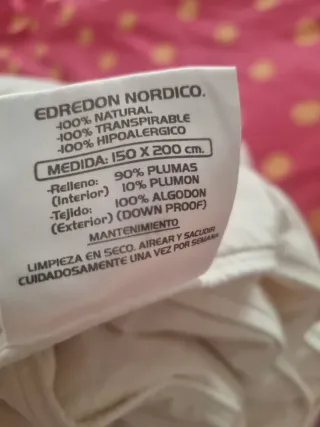 EDREDON NORDICO.
-100% NATURAL
-100% TRANSPIRABLE
-100% HIPOALERGICO
MEDIDA: 150 X 200 cm.
-Relleno: 90% PLUMAS
(Interior) 10% PLUMON
-Tejido: 100% ALGODON
(Exterior) (DOWN PROOF)
MANTENIMIENTO
LIMPIEZA EN SECO. AIREAR Y SACUDIR
CUIDADOSAMENTE UNA VEZ POR SEMANA